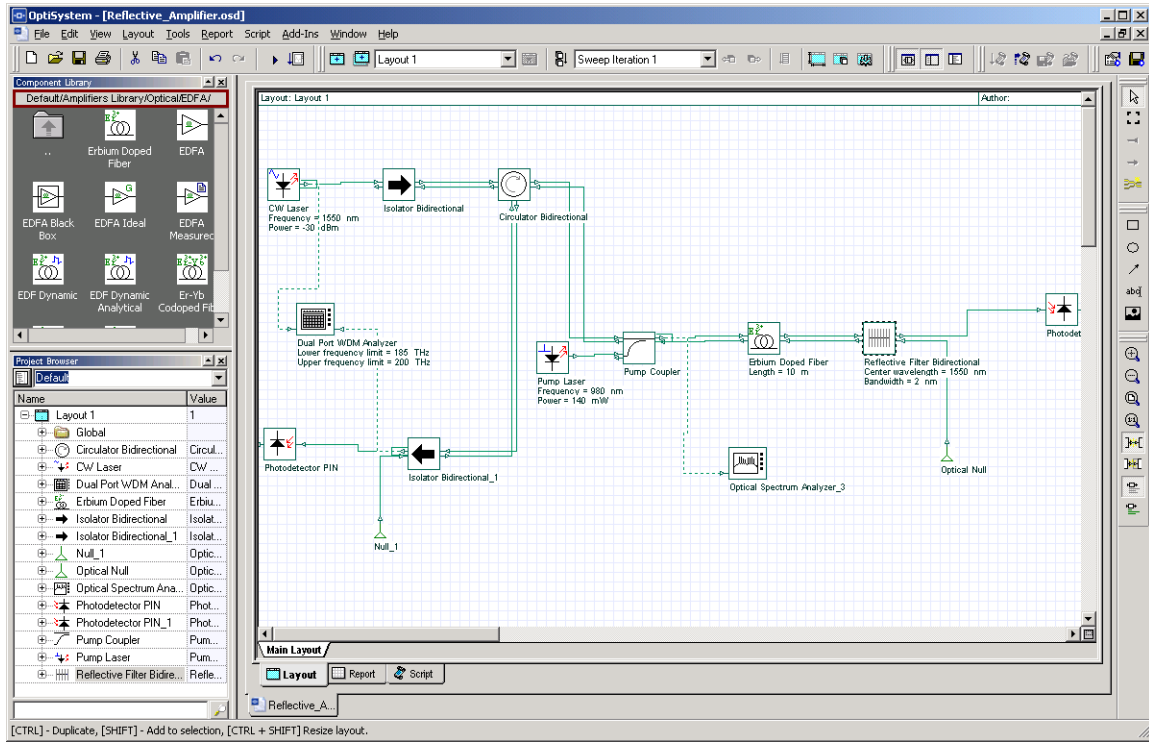 OptiSystem - [Reflective_Amplifier.osd]
File Edit View Layout Tools Report Script Add-Ins Window Help
Layout 1
Sweep Iteration 1
Component Library
Default/Amplifiers Library/Optical/EDFA/
..
Erbium Doped
Fiber
EDFA
EDFA Black
Box
EDFA Ideal
EDFA
Measured
EDF Dynamic
EDF Dynamic
Analytical
Er-Yb
Codoped Fib
Project Browser
Default
Name Value
Layout 1 1
Global
Circulator Bidirectional Circul...
CW Laser CW ...
Dual Port WDM Anal... Dual ...
Erbium Doped Fiber Erbiu...
Isolator Bidirectional Isolat...
Isolator Bidirectional_1 Isolat...
Null_1 Optic...
Optical Null Optic...
Optical Spectrum Ana... Optic...
Photodetector PIN Phot...
Photodetector PIN_1 Phot...
Pump Coupler Pum...
Pump Laser Pum...
Reflective Filter Bidire... Refle...
Layout: Layout 1
Author:
CW Laser
Frequency = 1550 nm
Power = -30 dBm
Isolator Bidirectional
Circulator Bidirectional
Dual Port WDM Analyzer
Lower frequency limit = 185 THz
Upper frequency limit = 200 THz
Pump Laser
Frequency = 980 nm
Power = 140 mW
Pump Coupler
Erbium Doped Fiber
Length = 10 m
Reflective Filter Bidirectional
Center wavelength = 1550 nm
Bandwidth = 2 nm
Photodet
Photodetector PIN
Isolator Bidirectional_1
Optical Spectrum Analyzer_3
Optical Null
Null_1
Main Layout
Layout Report Script
Reflective_A...
abc
1:1
[CTRL] - Duplicate, [SHIFT] - Add to selection, [CTRL + SHIFT] Resize layout.